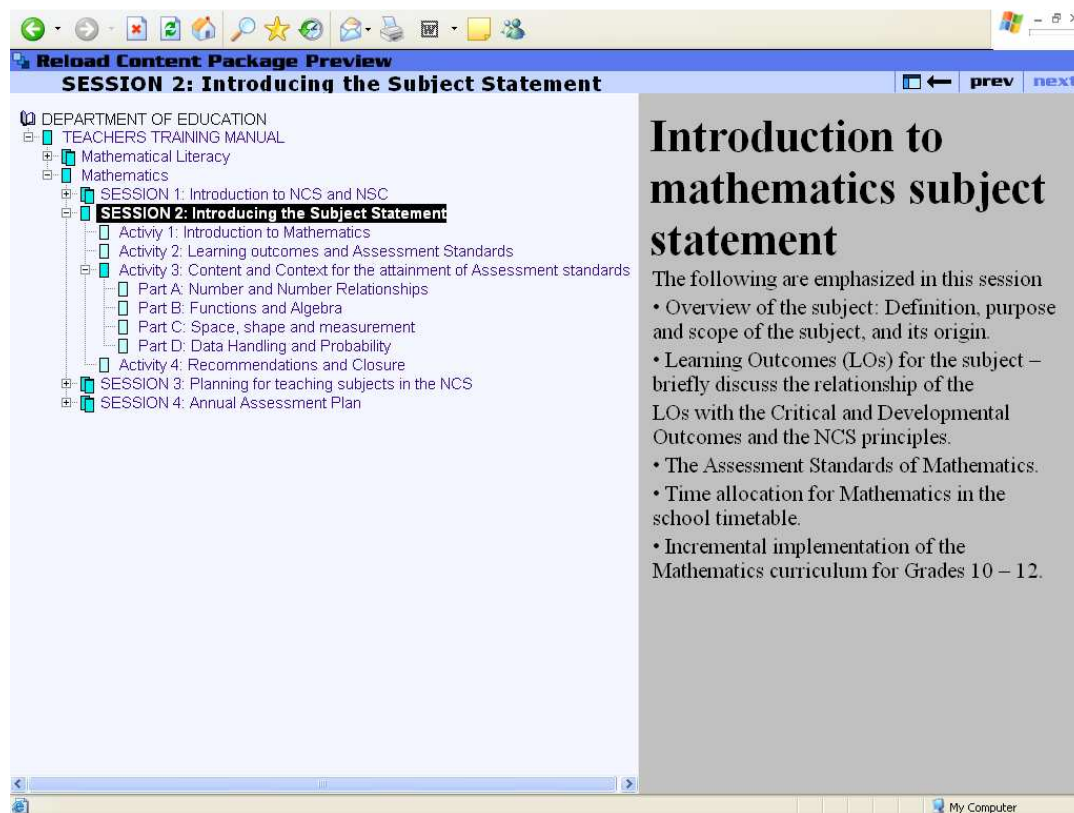 Reload Content Package Preview
SESSION 2: Introducing the Subject Statement
prev
next
DEPARTMENT OF EDUCATION
TEACHERS TRAINING MANUAL
Mathematical Literacy
Mathematics
SESSION 1: Introduction to NCS and NSC
SESSION 2: Introducing the Subject Statement
Activiy 1: Introduction to Mathematics
Activity 2: Learning outcomes and Assessment Standards
Activity 3: Content and Context for the attainment of Assessment standards
Part A: Number and Number Relationships
Part B: Functions and Algebra
Part C: Space, shape and measurement
Part D: Data Handling and Probability
Activity 4: Recommendations and Closure
SESSION 3: Planning for teaching subjects in the NCS
SESSION 4: Annual Assessment Plan
Introduction to
mathematics subject
statement
The following are emphasized in this session
• Overview of the subject: Definition, purpose
and scope of the subject, and its origin.
• Learning Outcomes (LOs) for the subject –
briefly discuss the relationship of the
LOs with the Critical and Developmental
Outcomes and the NCS principles.
• The Assessment Standards of Mathematics.
• Time allocation for Mathematics in the
school timetable.
• Incremental implementation of the
Mathematics curriculum for Grades 10 – 12.
My Computer